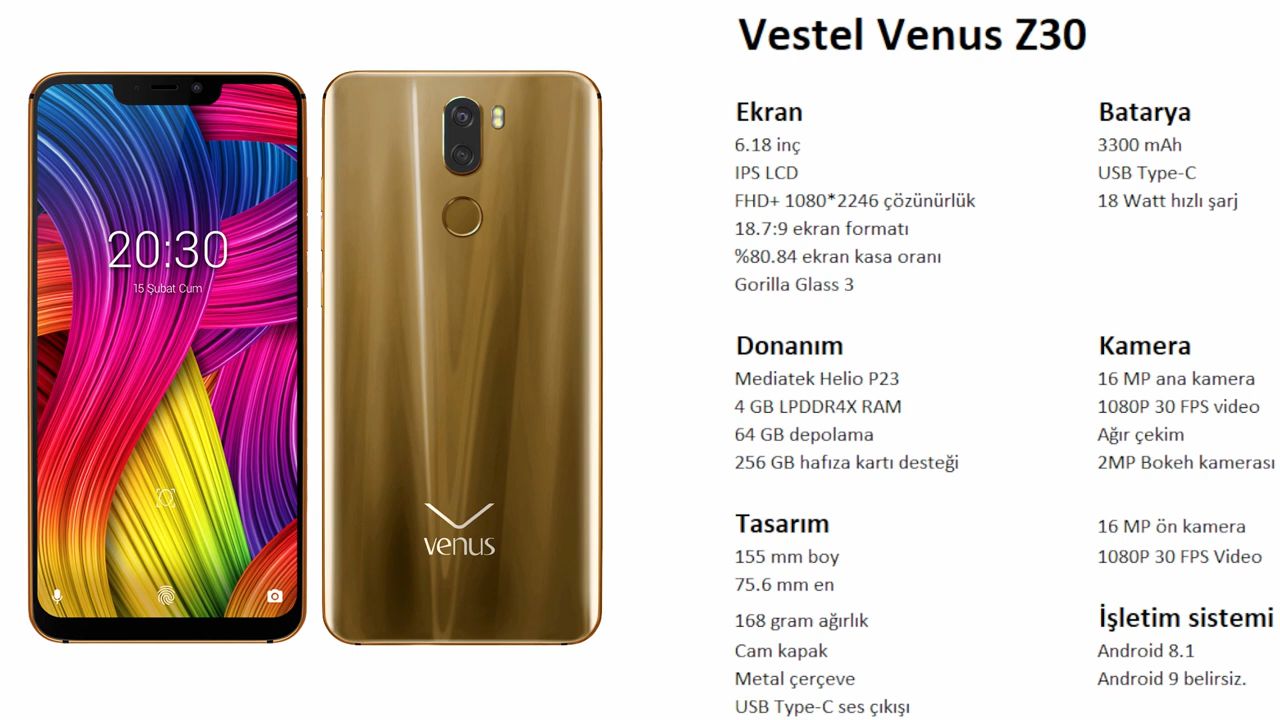 20:30
15 Şubat Cum
venus
Vestel Venus Z30
Ekran
6.18 inç
IPS LCD
FHD+ 1080*2246 çözünürlük
18.7:9 ekran formatı
%80.84 ekran kasa oranı
Gorilla Glass 3
Batarya
3300 mAh
USB Type-C
18 Watt hızlı şarj
Donanım
Mediatek Helio P23
4 GB LPDDR4X RAM
64 GB depolama
256 GB hafıza kartı desteği
Kamera
16 MP ana kamera
1080P 30 FPS video
Ağır çekim
2MP Bokeh kamerası
16 MP ön kamera
1080P 30 FPS Video
Tasarım
155 mm boy
75.6 mm en
168 gram ağırlık
Cam kapak
Metal çerçeve
USB Type-C ses çıkışı
İşletim sistemi
Android 8.1
Android 9 belirsiz.